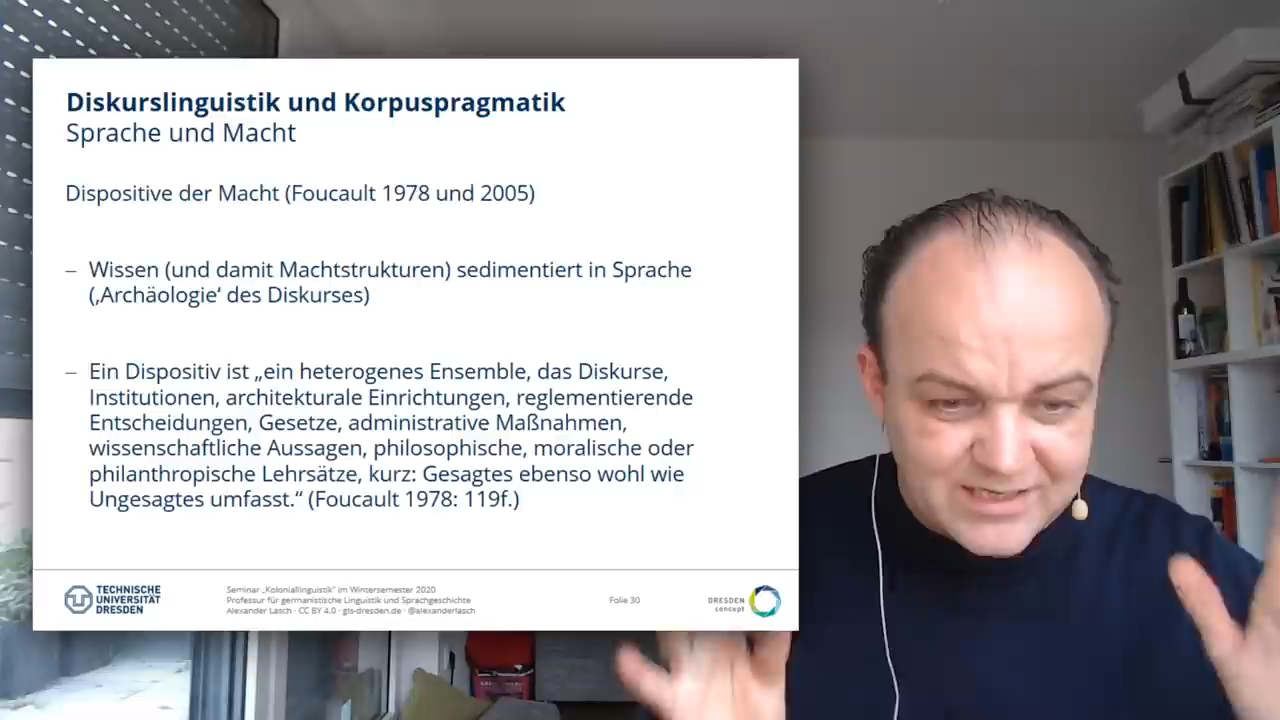 Diskurslinguistik und Korpuspragmatik
Sprache und Macht
Dispositive der Macht (Foucault 1978 und 2005)
– Wissen (und damit Machtstrukturen) sedimentiert in Sprache
(‚Archäologie‘ des Diskurses)
– Ein Dispositiv ist „ein heterogenes Ensemble, das Diskurse,
Institutionen, architekturale Einrichtungen, reglementierende
Entscheidungen, Gesetze, administrative Maßnahmen,
wissenschaftliche Aussagen, philosophische, moralische oder
philanthropische Lehrsätze, kurz: Gesagtes ebenso wohl wie
Ungesagtes umfasst.“ (Foucault 1978: 119f.)
TECHNISCHE
UNIVERSITÄT
DRESDEN
Seminar „Koloniallinguistik“ im Wintersemester 2020
Professur für germanistische Linguistik und Sprachgeschichte
Alexander Lasch · CC BY 4.0 · gls-dresden.de · @alexanderlasch
Folie 30
DRESDEN
concept